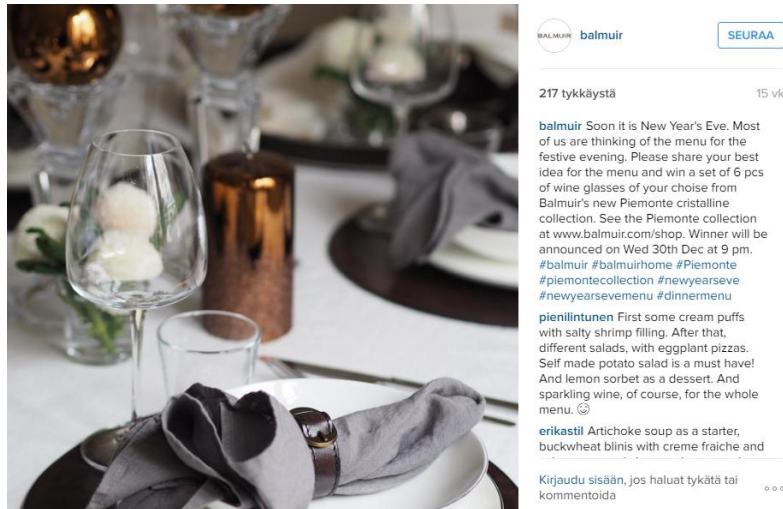 BALMUIR
balmuir
SEURAA
217 tykkäystä
15 vk
balmuir Soon it is New Year's Eve. Most
of us are thinking of the menu for the
festive evening. Please share your best
idea for the menu and win a set of 6 pcs
of wine glasses of your choise from
Balmuir's new Piemonte cristalline
collection. See the Piemonte collection
at www.balmuir.com/shop. Winner will be
announced on Wed 30th Dec at 9 pm.
#balmuir #balmuirhome #Piemonte
#piemontecollection #newyearseve
#newyearsevemenu #dinnermenu
pienilintunen First some cream puffs
with salty shrimp filling. After that,
different salads, with eggplant pizzas.
Self made potato salad is a must have!
And lemon sorbet as a dessert. And
sparkling wine, of course, for the whole
menu.
erikastil Artichoke soup as a starter,
buckwheat blinis with creme fraiche and
Kirjaudu sisään, jos haluat tykätä tai
kommentoida